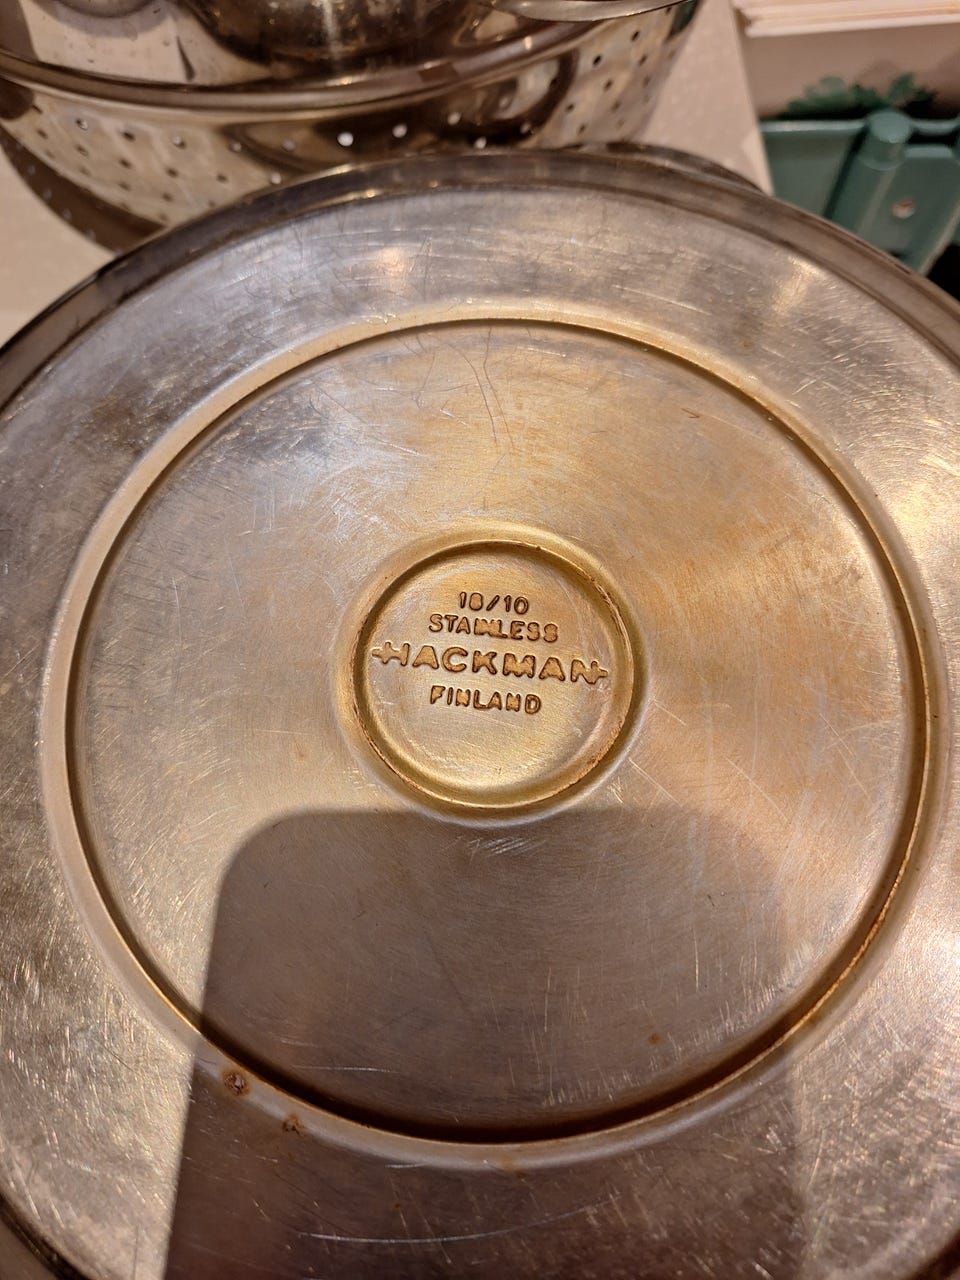 18/10
STAINLESS
HACKMAN
FINLAND